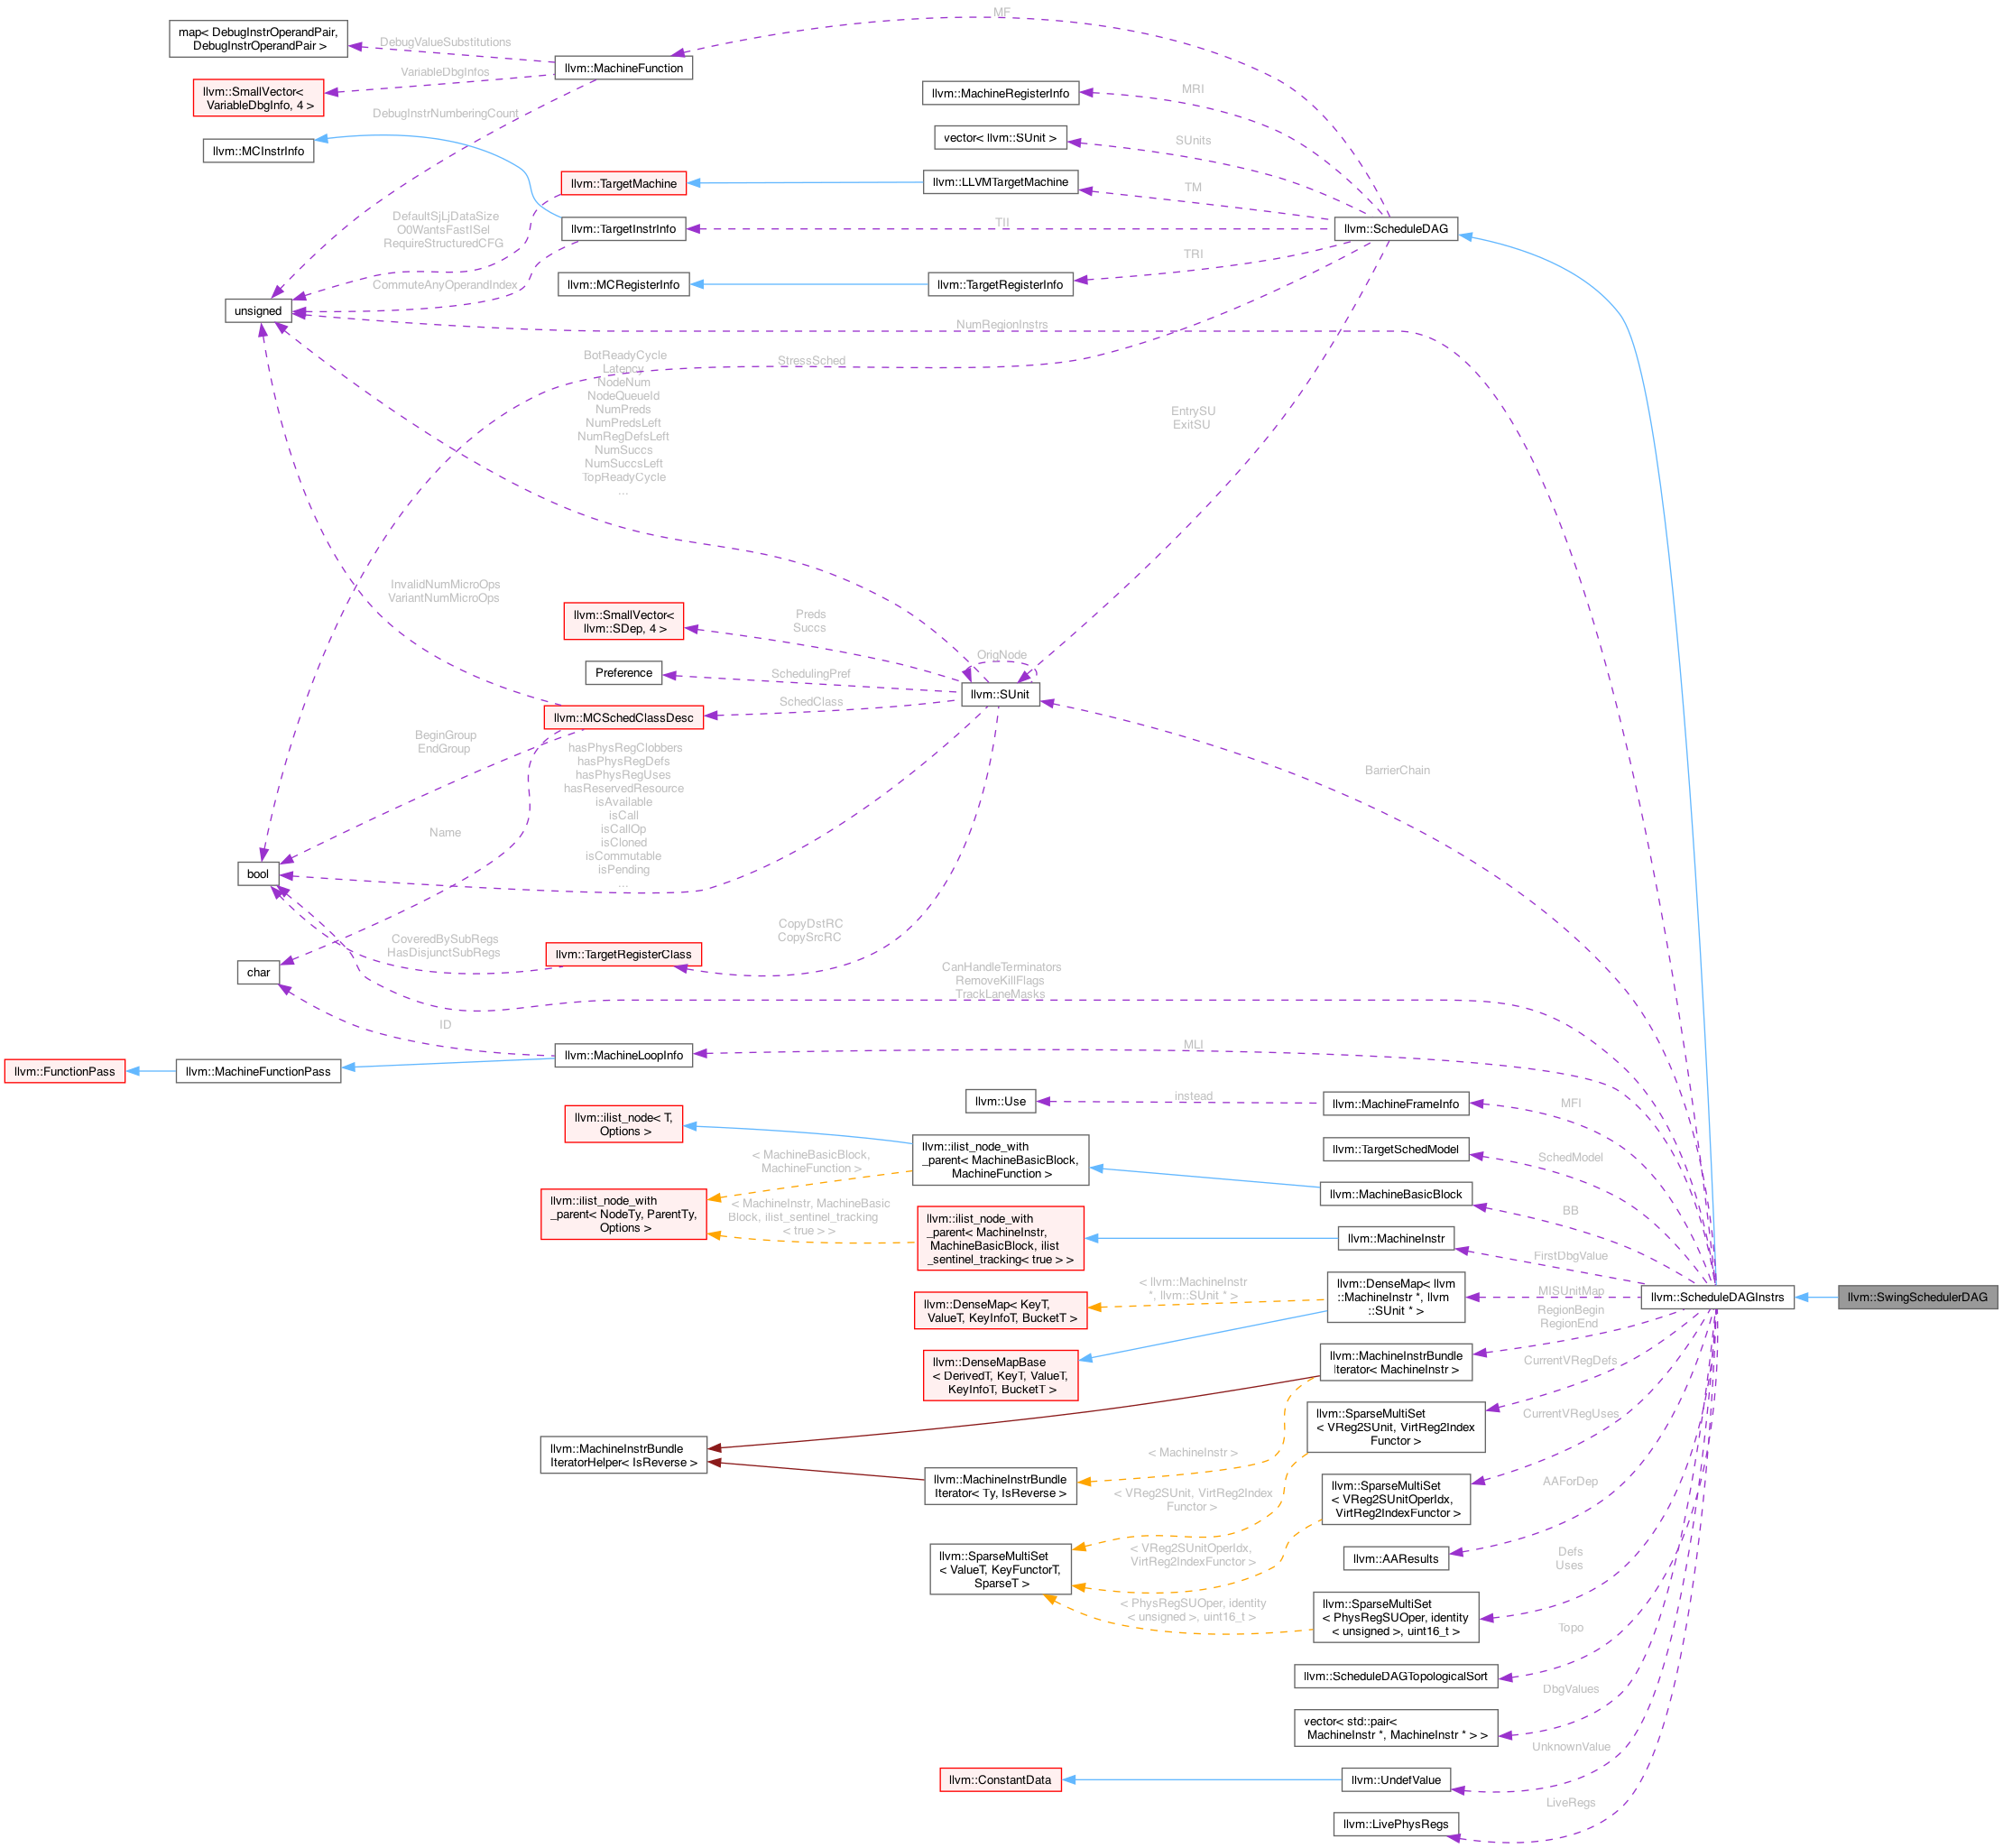 MF
map< DebugInstrOperandPair,
DebugInstrOperandPair >
DebugValueSubstitutions
llvm::MachineFunction
VariableDbgInfos
llvm::SmallVector<
VariableDbgInfo, 4 >
llvm::MachineRegisterInfo
MRI
DebugInstrNumberingCount
llvm::MCInstrInfo
vector< llvm::SUnit >
SUnits
llvm::TargetMachine
llvm::LLVMTargetMachine
TM
DefaultSjLjDataSize
O0WantsFastISel
RequireStructuredCFG
llvm::TargetInstrInfo
TII
llvm::ScheduleDAG
TRI
CommuteAnyOperandIndex
llvm::MCRegisterInfo
llvm::TargetRegisterInfo
unsigned
NumRegionInstrs
StressSched
BotReadyCycle
Latency
NodeNum
NodeQueueId
NumPreds
NumPredsLeft
NumRegDefsLeft
NumSuccs
NumSuccsLeft
TopReadyCycle
...
EntrySU
ExitSU
InvalidNumMicroOps
VariantNumMicroOps
llvm::SmallVector<
llvm::SDep, 4 >
Preds
Succs
OrigNode
Preference
SchedulingPref
llvm::SUnit
SchedClass
llvm::MCSchedClassDesc
BeginGroup
EndGroup
hasPhysRegClobbers
hasPhysRegDefs
hasPhysRegUses
hasReservedResource
isAvailable
isCall
isCallOp
isCloned
isCommutable
isPending
...
BarrierChain
Name
bool
CopyDstRC
CopySrcRC
CoveredBySubRegs
HasDisjunctSubRegs
llvm::TargetRegisterClass
char
CanHandleTerminators
RemoveKillFlags
TrackLaneMasks
ID
MLI
llvm::FunctionPass
llvm::MachineFunctionPass
llvm::MachineLoopInfo
llvm::Use
instead
llvm::MachineFrameInfo
MFI
llvm::ilist_node< T,
Options >
llvm::ilist_node_with
_parent< MachineBasicBlock,
MachineFunction >
< MachineBasicBlock,
MachineFunction >
llvm::TargetSchedModel
SchedModel
llvm::MachineBasicBlock
BB
llvm::ilist_node_with
_parent< NodeTy, ParentTy,
Options >
< MachineInstr, MachineBasic
Block, ilist_sentinel_tracking
< true > >
llvm::ilist_node_with
_parent< MachineInstr,
MachineBasicBlock, ilist
_sentinel_tracking< true > >
llvm::MachineInstr
FirstDbgValue
llvm::DenseMap< KeyT,
ValueT, KeyInfoT, BucketT >
< llvm::MachineInstr
*, llvm::SUnit * >
llvm::DenseMap< llvm
::MachineInstr *, llvm
::SUnit * >
MISUnitMap
llvm::ScheduleDAGInstrs
llvm::SwingSchedulerDAG
RegionBegin
RegionEnd
llvm::DenseMapBase
< DerivedT, KeyT, ValueT,
KeyInfoT, BucketT >
llvm::MachineInstrBundle
Iterator< MachineInstr >
CurrentVRegDefs
llvm::SparseMultiSet
< VReg2SUnit, VirtReg2Index
Functor >
CurrentVRegUses
llvm::MachineInstrBundle
IteratorHelper< IsReverse >
< MachineInstr >
llvm::MachineInstrBundle
Iterator< Ty, IsReverse >
< VReg2SUnit, VirtReg2Index
Functor >
llvm::SparseMultiSet
< VReg2SUnitOperIdx,
VirtReg2IndexFunctor >
AAForDep
llvm::SparseMultiSet
< ValueT, KeyFunctorT,
SparseT >
< VReg2SUnitOperIdx,
VirtReg2IndexFunctor >
llvm::AAResults
Defs
Uses
< PhysRegSUOper, identity
< unsigned >, uint16_t >
llvm::SparseMultiSet
< PhysRegSUOper, identity
< unsigned >, uint16_t >
Topo
llvm::ScheduleDAGTopologicalSort
DbgValues
vector< std::pair<
MachineInstr *, MachineInstr * > >
UnknownValue
llvm::ConstantData
llvm::UndefValue
LiveRegs
llvm::LivePhysRegs